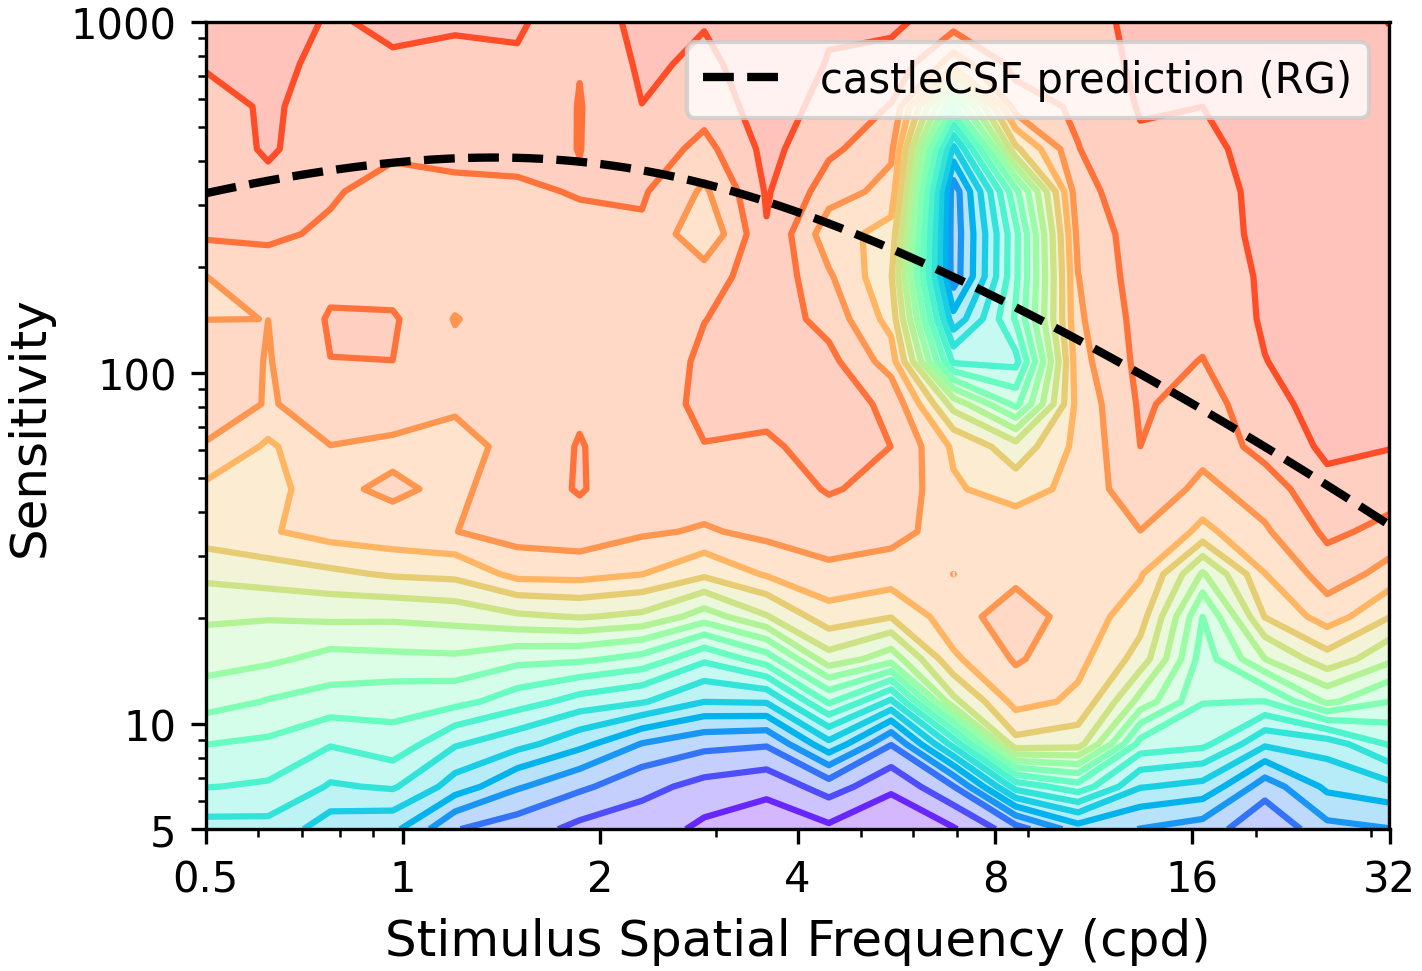 1000
100
10
5
Sensitivity
castleCSF prediction (RG)
0.5 1 2 4 8 16 32
Stimulus Spatial Frequency (cpd)